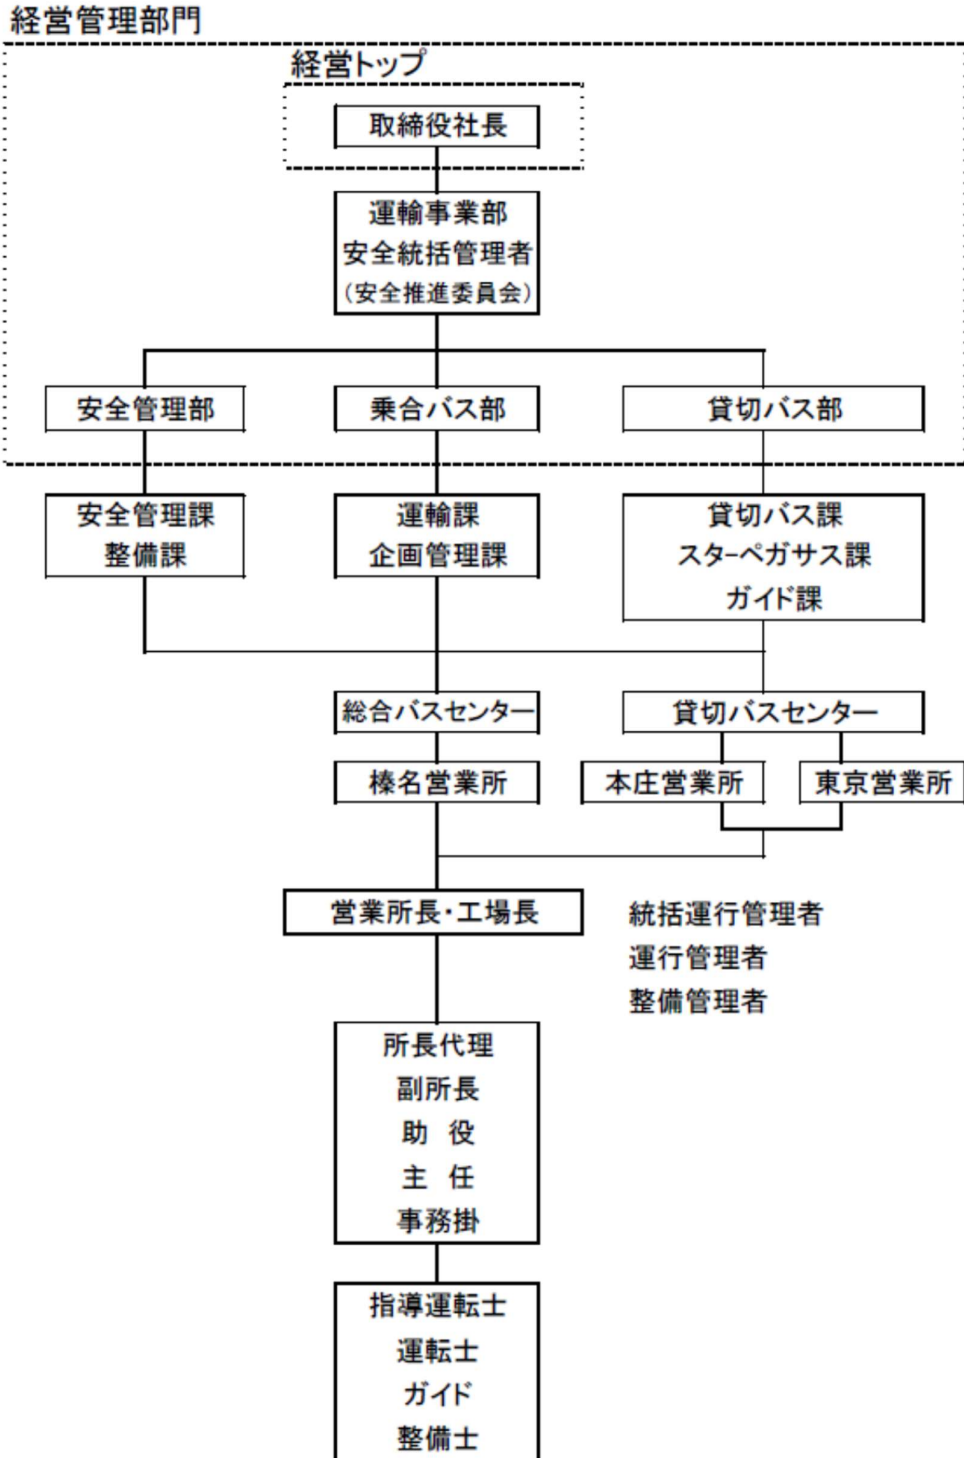 経営管理部門
経営トップ
取締役社長
運輸事業部
安全統括管理者
（安全推進委員会）
安全管理部
乗合バス部
貸切バス部
安全管理課
整備課
運輸課
企画管理課
貸切バス課
スターペガサス課
ガイド課
総合バスセンター
貸切バスセンター
榛名営業所
本庄営業所
東京営業所
営業所長・工場長
統括運行管理者
運行管理者
整備管理者
所長代理
副所長
助 役
主 任
事務掛
指導運転士
運転士
ガイド
整備士